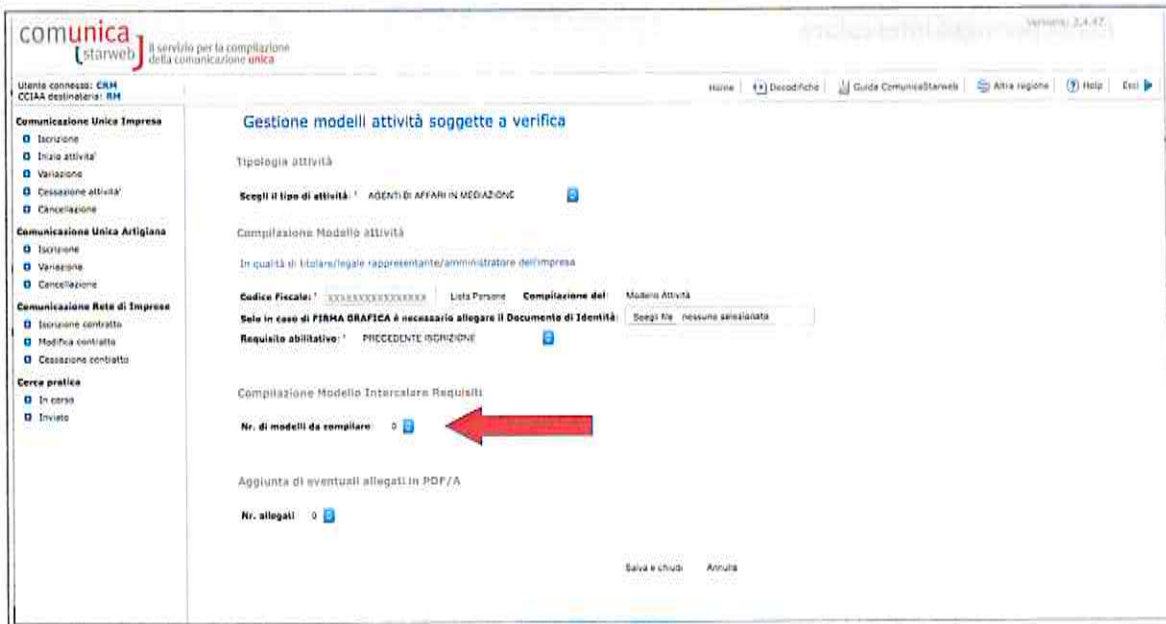 comunica
starweb
il servizio per la compilazione
della comunicazione unica
Versione: 2.4.47
Utente connesso: CRM
CCIAA destinataria: RM
Home
Decodifiche
Guide ComunicaStarweb
Altra regione
Help
Esci
Comunicazione Unica Impresa
Iscrizione
Inizio attivita'
Variazione
Cessazione attivita'
Cancellazione
Comunicazione Unica Artigiana
Iscrizione
Variazione
Cancellazione
Comunicazione Rete di Imprese
Iscrizione contratto
Modifica contratto
Cessazione contratto
Cerca pratica
In corso
Inviate
Gestione modelli attività soggette a verifica
Tipologia attività
Scegli il tipo di attività: * AGENTI DI AFFARI IN MEDIAZIONE
Compilazione Modello attività
In qualità di titolare/legale rappresentante/amministratore dell'impresa
Codice Fiscale: * XXXXXXXXXXXXXXXX Lista Persone Compilazione del: Modello Attività
Solo in caso di FIRMA GRAFICA è necessario allegare il Documento di Identità: Scegli file nessuno selezionato
Requisito abilitativo: * PRECEDENTE ISCRIZIONE
Compilazione Modello Intercalare Requisiti
Nr. di modelli da compilare: 0
Aggiunta di eventuali allegati in PDF/A
Nr. allegati 0
Salva e chiudi Annulla